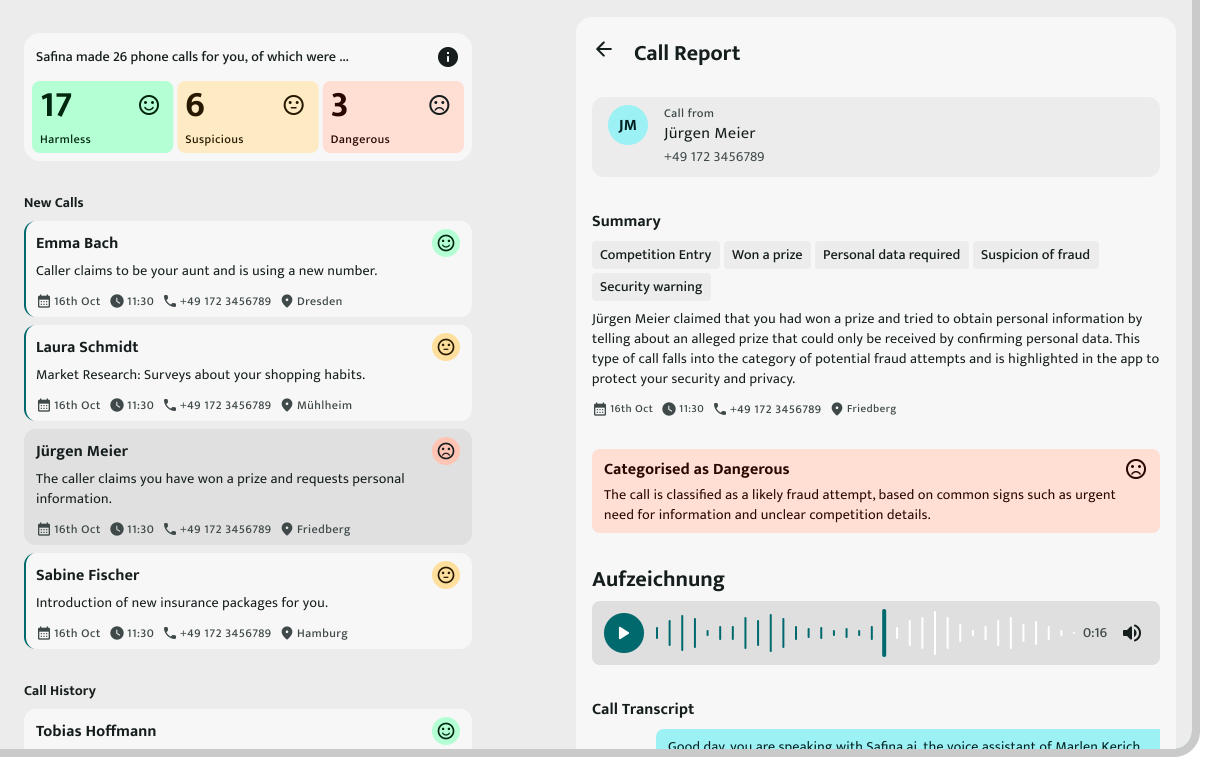 Safina made 26 phone calls for you, of which were ...
17
Harmless
6
Suspicious
3
Dangerous
New Calls
Emma Bach
Caller claims to be your aunt and is using a new number.
16th Oct 11:30 +49 172 3456789 Dresden
Laura Schmidt
Market Research: Surveys about your shopping habits.
16th Oct 11:30 +49 172 3456789 Mühlheim
Jürgen Meier
The caller claims you have won a prize and requests personal
information.
16th Oct 11:30 +49 172 3456789 Friedberg
Sabine Fischer
Introduction of new insurance packages for you.
16th Oct 11:30 +49 172 3456789 Hamburg
Call History
Tobias Hoffmann
Call Report
JM
Call from
Jürgen Meier
+49 172 3456789
Summary
Competition Entry Won a prize Personal data required Suspicion of fraud
Security warning
Jürgen Meier claimed that you had won a prize and tried to obtain personal information by
telling about an alleged prize that could only be received by confirming personal data. This
type of call falls into the category of potential fraud attempts and is highlighted in the app to
protect your security and privacy.
16th Oct 11:30 +49 172 3456789 Friedberg
Categorised as Dangerous
The call is classified as a likely fraud attempt, based on common signs such as urgent
need for information and unclear competition details.
Aufzeichnung
0:16
Call Transcript
Good day, you are speaking with Safina ai, the voice assistant of Marlen Kerich.